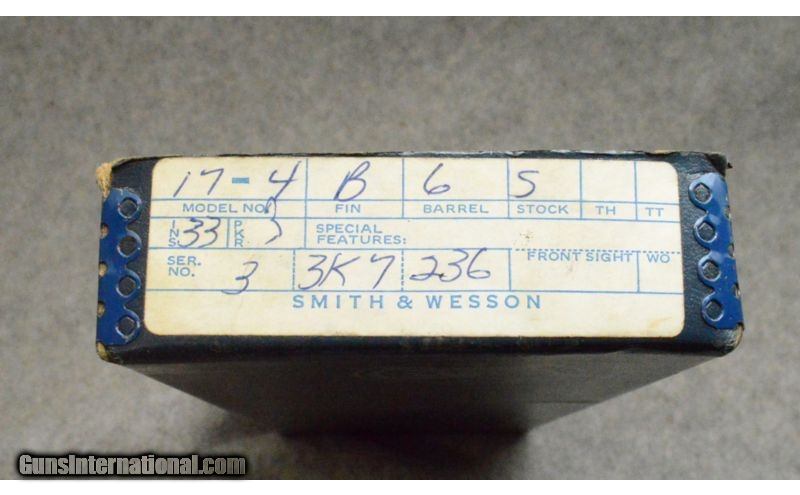 17-4 B 6 S
MODEL NO. FIN BARREL STOCK TH TT
INS 33 PKR SPECIAL FEATURES:
SER. NO. 3 3K7 236 FRONT SIGHT WO
SMITH & WESSON
GunsInternational.com